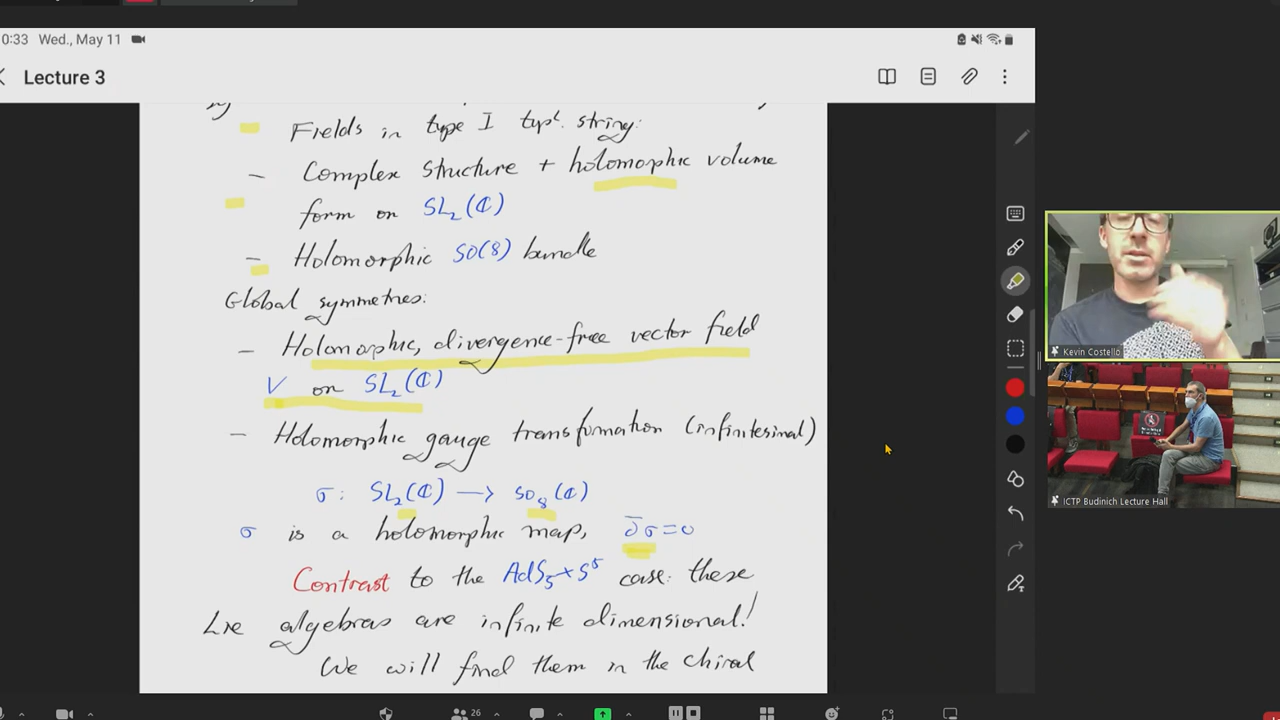 0:33 Wed., May 11
Lecture 3
Fields in type I string:
– Complex structure + holomorphic volume
form on SL₂(ℂ)
– Holomorphic SO(8) bundle
Global symmetries:
– Holomorphic, divergence-free vector field
V on SL₂(ℂ)
– Holomorphic gauge transformation (infinitesimal)
σ: SL₂(ℂ) → so₈(ℂ)
σ is a holomorphic map, ∂̄σ=0
Contrast to the AdS₅×S⁵ case: these
Lie algebras are infinite dimensional!
We will find them in the chiral
Kevin Costello
ICTP Budinich Lecture Hall
26